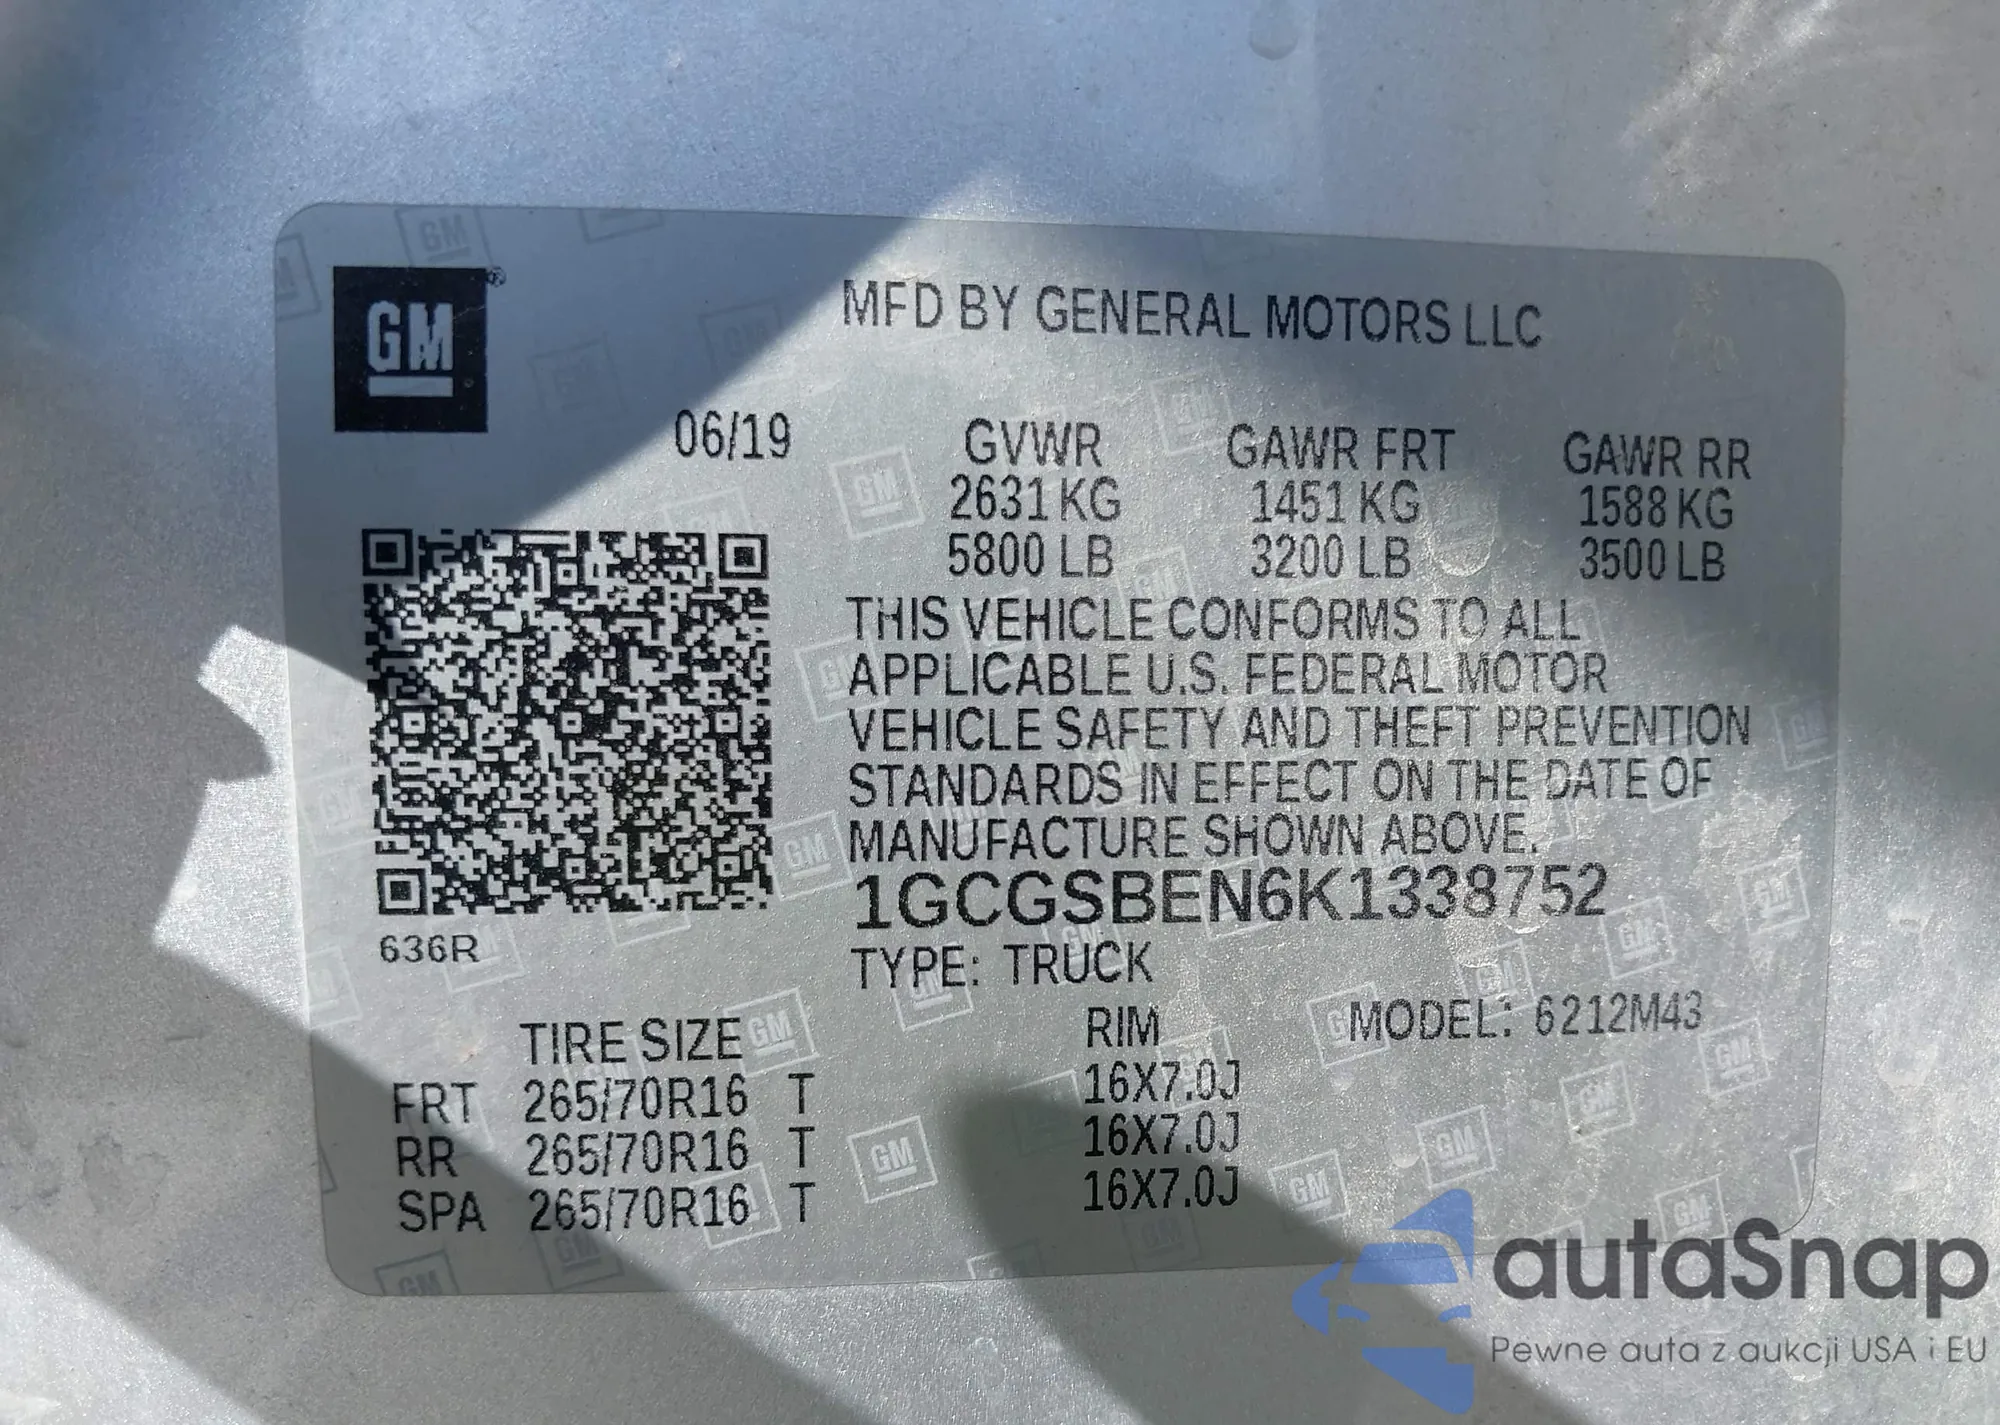 GM®
MFD BY GENERAL MOTORS LLC
06/19 GVWR GAWR FRT GAWR RR
2631 KG 1451 KG 1588 KG
5800 LB 3200 LB 3500 LB
THIS VEHICLE CONFORMS TO ALL
APPLICABLE U.S. FEDERAL MOTOR
VEHICLE SAFETY AND THEFT PREVENTION
STANDARDS IN EFFECT ON THE DATE OF
MANUFACTURE SHOWN ABOVE.
1GCGSBEN6K1338752
636R
TYPE: TRUCK
MODEL: 6212M43
TIRE SIZE RIM
FRT 265/70R16 T 16X7.0J
RR 265/70R16 T 16X7.0J
SPA 265/70R16 T 16X7.0J
autaSnap
Pewne auta z aukcji USA i EU